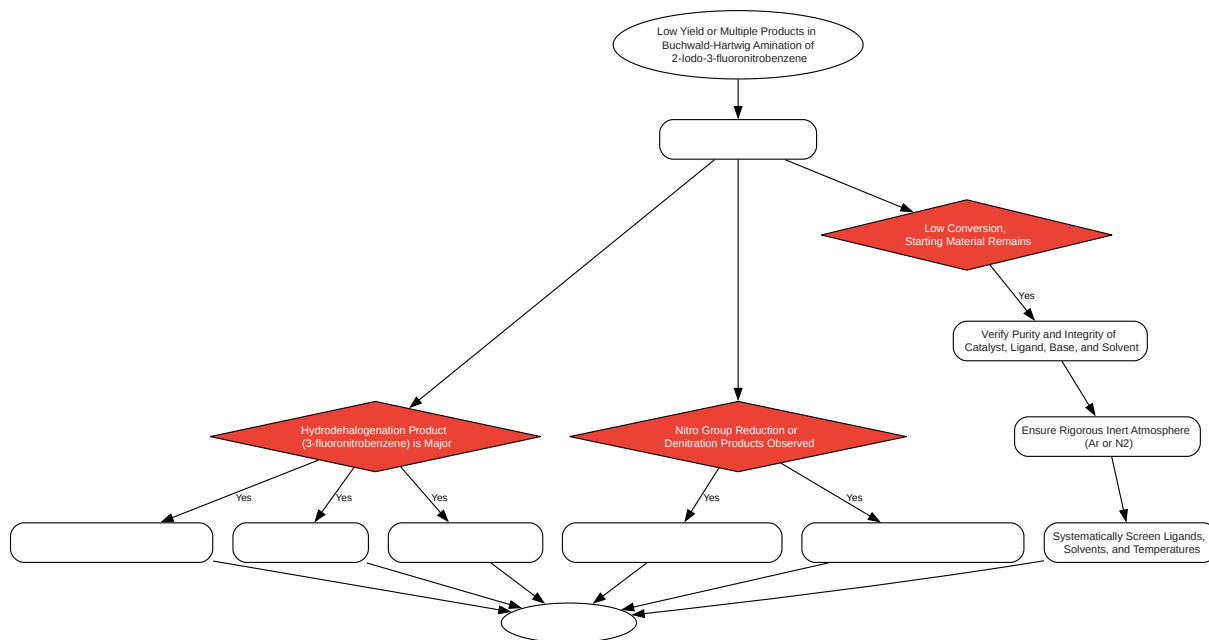 Low Yield or Multiple Products in
Buchwald-Hartwig Amination of
2-Iodo-3-fluoronitrobenzene
Low Conversion,
Starting Material Remains
Yes
Verify Purity and Integrity of
Catalyst, Ligand, Base, and Solvent
Hydrodehalogenation Product
(3-fluoronitrobenzene) is Major
Nitro Group Reduction or
Denitration Products Observed
Ensure Rigorous Inert Atmosphere
(Ar or N2)
Yes
Yes
Yes
Yes
Yes
Systematically Screen Ligands,
Solvents, and Temperatures